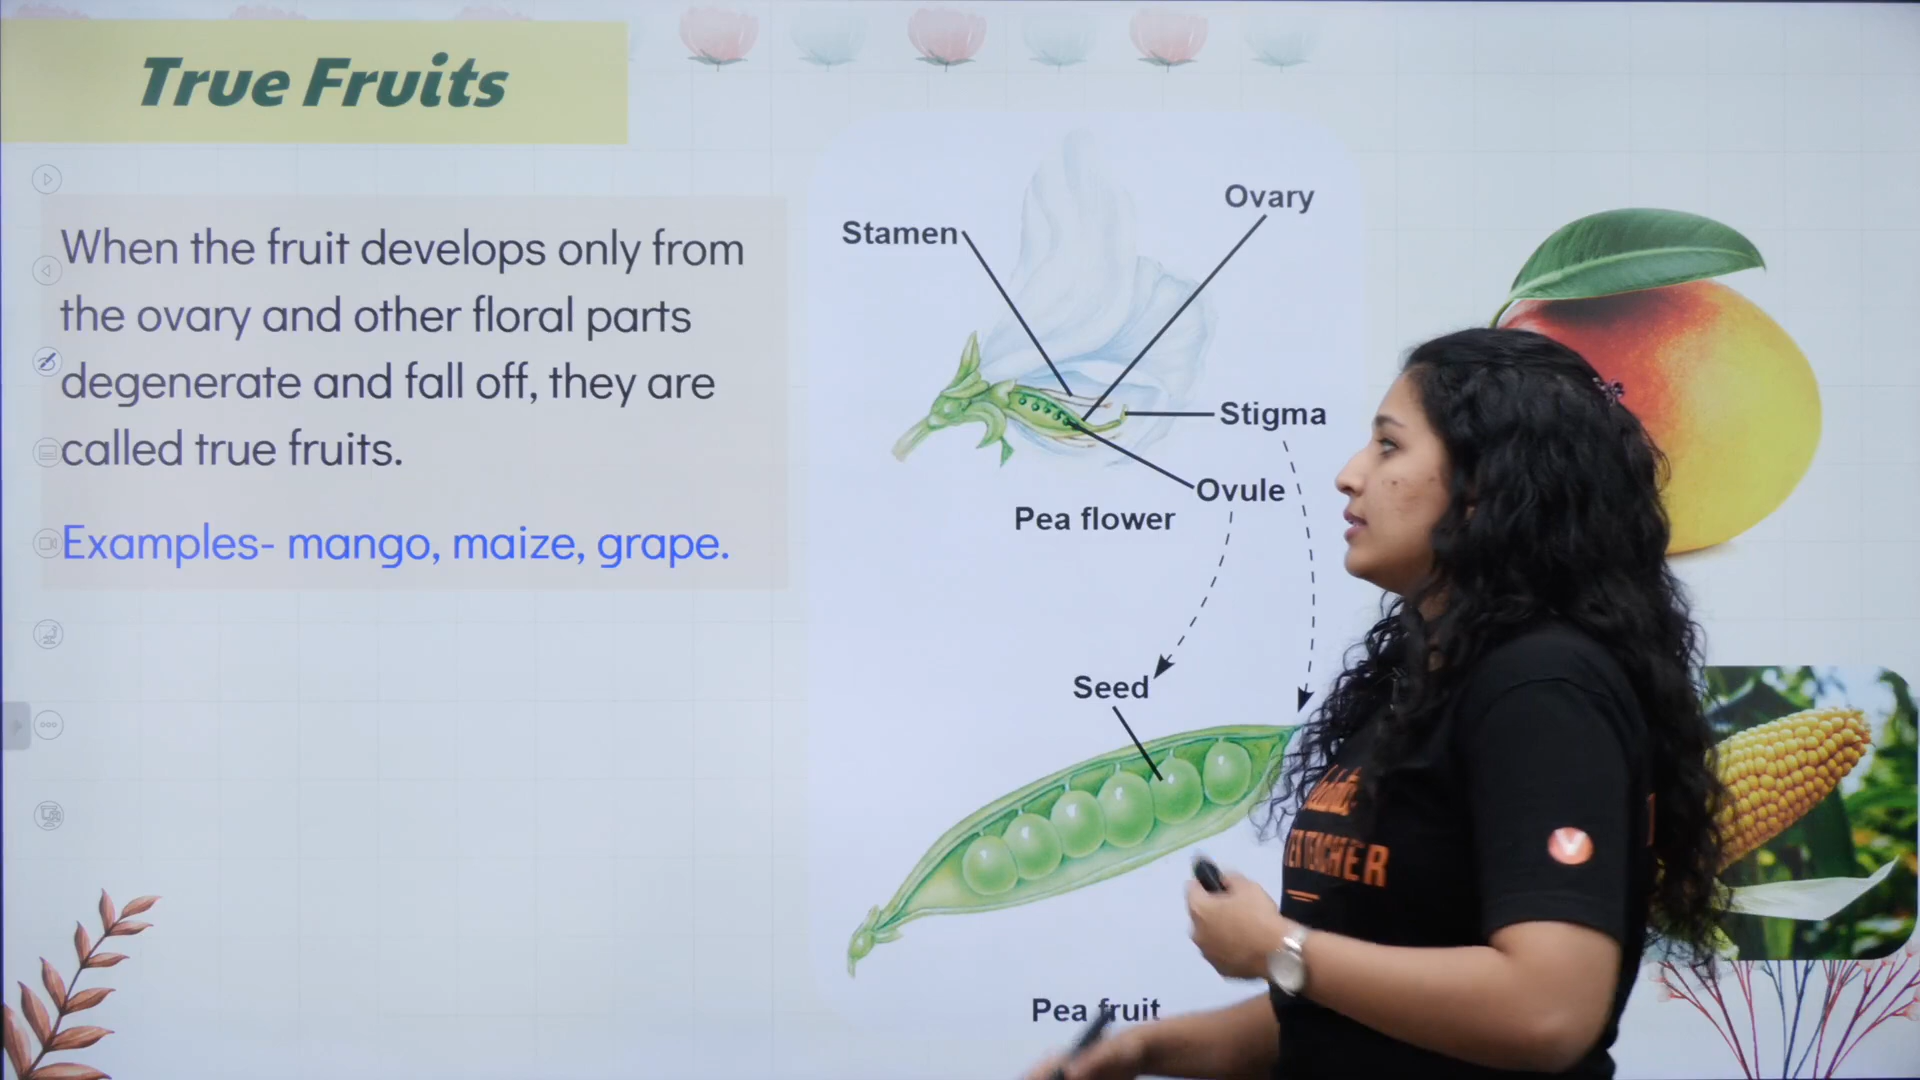 True Fruits
When the fruit develops only from
the ovary and other floral parts
degenerate and fall off, they are
called true fruits.
Examples- mango, maize, grape.
Ovary
Stamen
Stigma
Ovule
Pea flower
Seed
Pea fruit
TEACHER
V